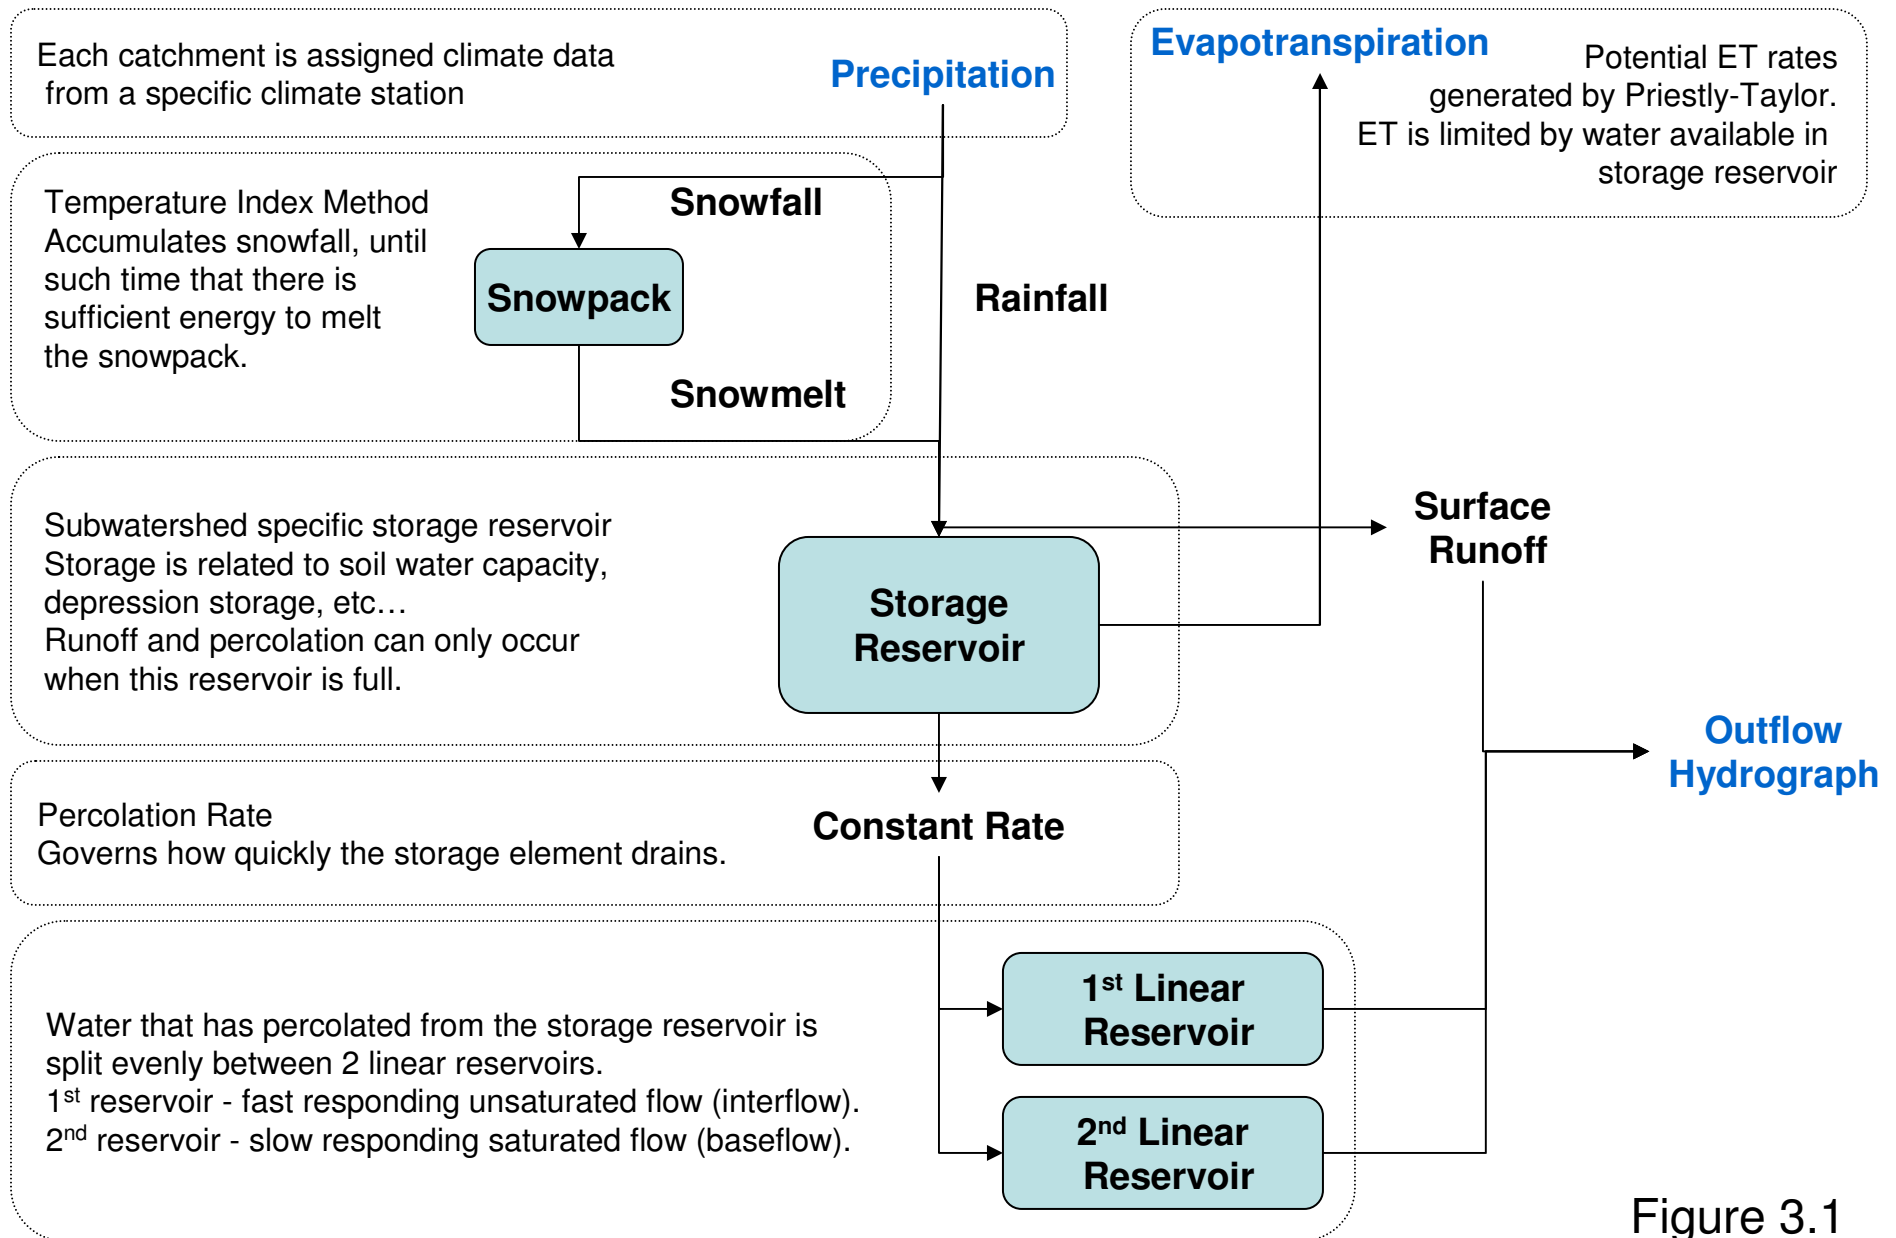 Each catchment is assigned climate data
from a specific climate station
Precipitation
Evapotranspiration
Potential ET rates
generated by Priestly-Taylor.
ET is limited by water available in
storage reservoir
Temperature Index Method
Accumulates snowfall, until
such time that there is
sufficient energy to melt
the snowpack.
Snowfall
Snowpack
Rainfall
Snowmelt
Subwatershed specific storage reservoir
Storage is related to soil water capacity,
depression storage, etc…
Runoff and percolation can only occur
when this reservoir is full.
Storage
Reservoir
Surface
Runoff
Outflow
Hydrograph
Percolation Rate
Governs how quickly the storage element drains.
Constant Rate
Water that has percolated from the storage reservoir is
split evenly between 2 linear reservoirs.
1st reservoir - fast responding unsaturated flow (interflow).
2nd reservoir - slow responding saturated flow (baseflow).
1st Linear
Reservoir
2nd Linear
Reservoir
Figure 3.1